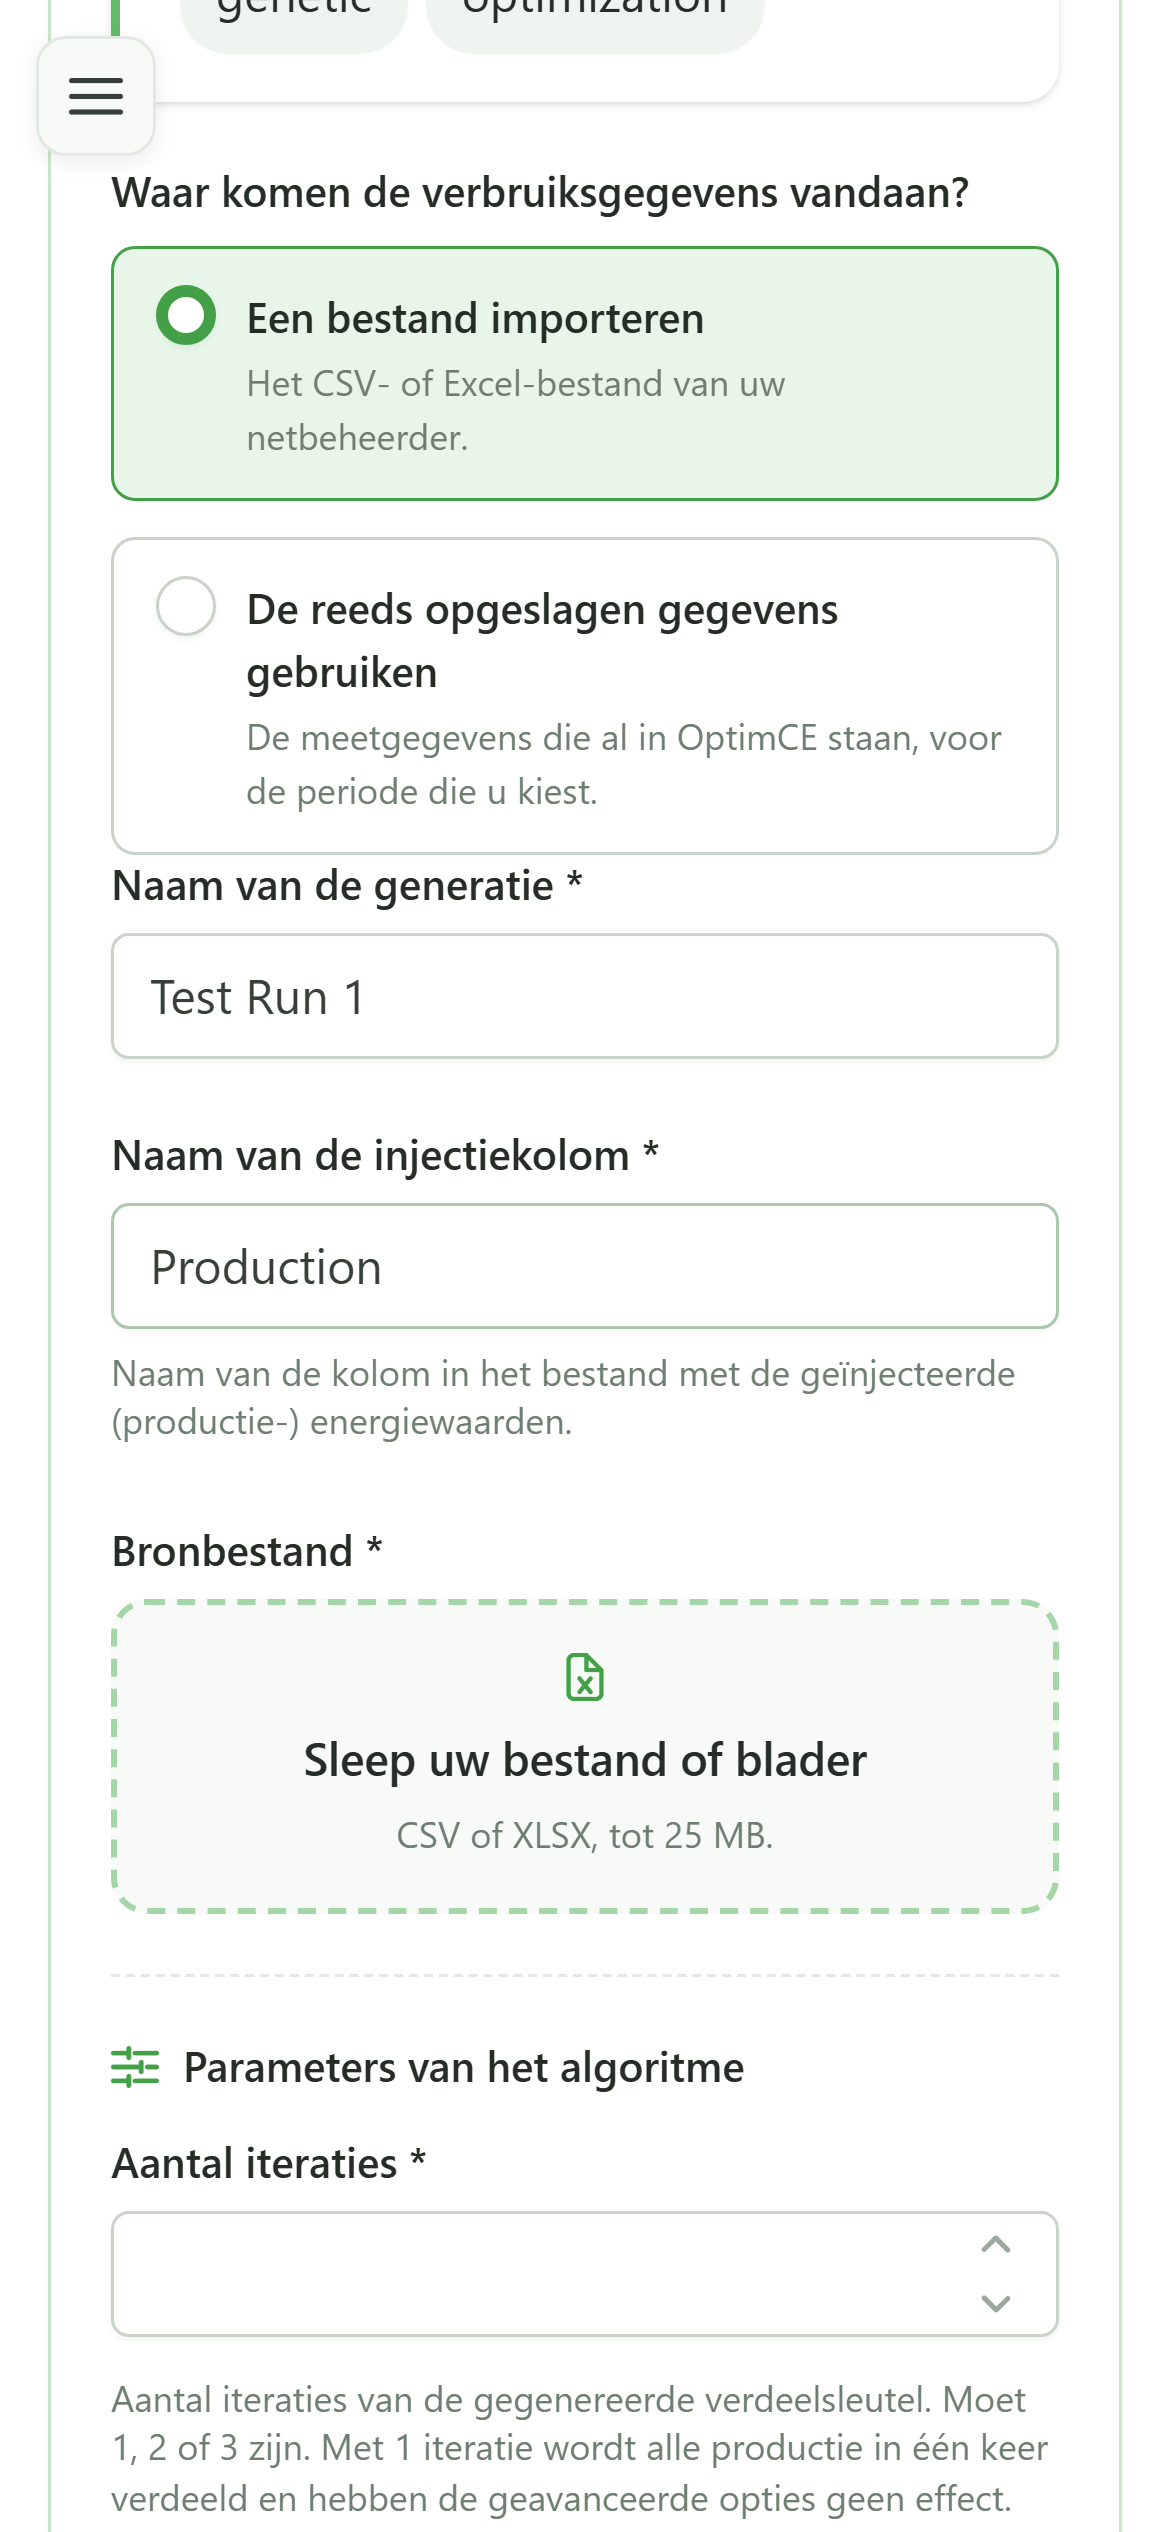 genetic optimization
Waar komen de verbruiksgegevens vandaan?
Een bestand importeren
Het CSV- of Excel-bestand van uw
netbeheerder.
De reeds opgeslagen gegevens
gebruiken
De meetgegevens die al in OptimCE staan, voor
de periode die u kiest.
Naam van de generatie *
Test Run 1
Naam van de injectiekolom *
Production
Naam van de kolom in het bestand met de geïnjecteerde
(productie-) energiewaarden.
Bronbestand *
Sleep uw bestand of blader
CSV of XLSX, tot 25 MB.
Parameters van het algoritme
Aantal iteraties *
Aantal iteraties van de gegenereerde verdeelsleutel. Moet
1, 2 of 3 zijn. Met 1 iteratie wordt alle productie in één keer
verdeeld en hebben de geavanceerde opties geen effect.